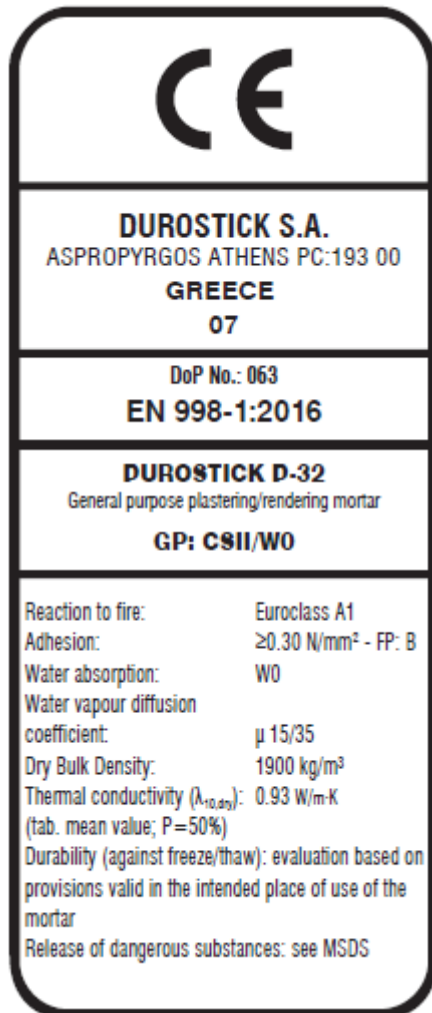 CE
DUROSTICK S.A.
ASPROPYRGOS ATHENS PC:193 00
GREECE
07
DoP No.: 063
EN 998-1:2016
DUROSTICK D-32
General purpose plastering/rendering mortar
GP: CSII/W0
Reaction to fire: Euroclass A1
Adhesion: ≥0.30 N/mm² - FP: B
Water absorption: W0
Water vapour diffusion
coefficient: μ 15/35
Dry Bulk Density: 1900 kg/m³
Thermal conductivity (λ₁₀,dry): 0.93 W/m·K
(tab. mean value; P=50%)
Durability (against freeze/thaw): evaluation based on
provisions valid in the intended place of use of the
mortar
Release of dangerous substances: see MSDS